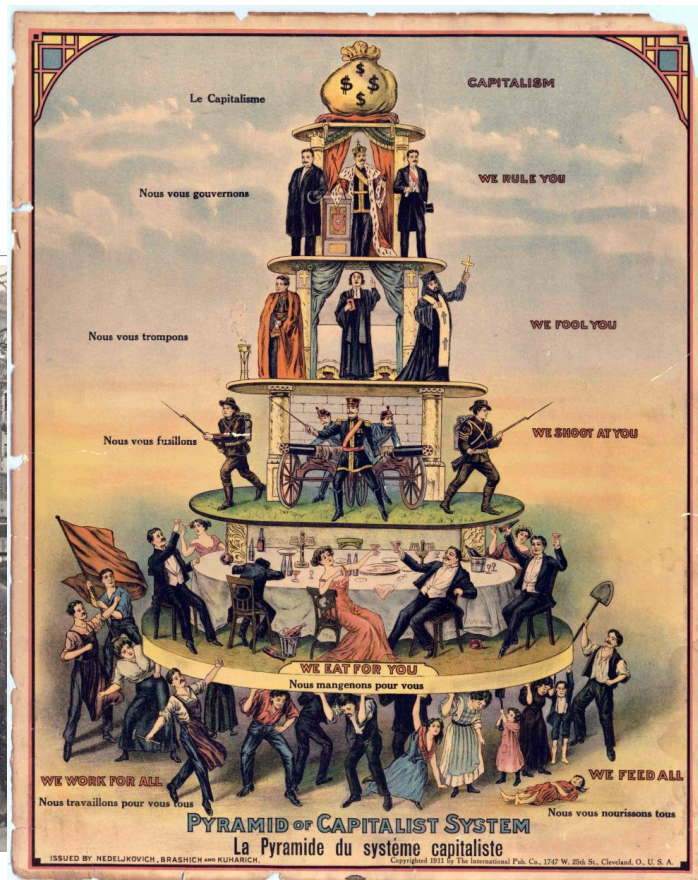 $ $ $
$
Le Capitalisme
CAPITALISM
Nous vous gouvernons
WE RULE YOU
Nous vous trompons
WE FOOL YOU
Nous vous fusillons
WE SHOOT AT YOU
WE EAT FOR YOU
Nous mangenons pour vous
WE WORK FOR ALL
Nous travaillons pour vous tous
WE FEED ALL
Nous vous nourissons tous
PYRAMID OF CAPITALIST SYSTEM
La Pyramide du système capitaliste
ISSUED BY NEDELJKOVICH, BRASHICH AND KUHARICH.
Copyrighted 1911 by The International Pub. Co., 1747 W. 25th St., Cleveland, O., U. S. A.